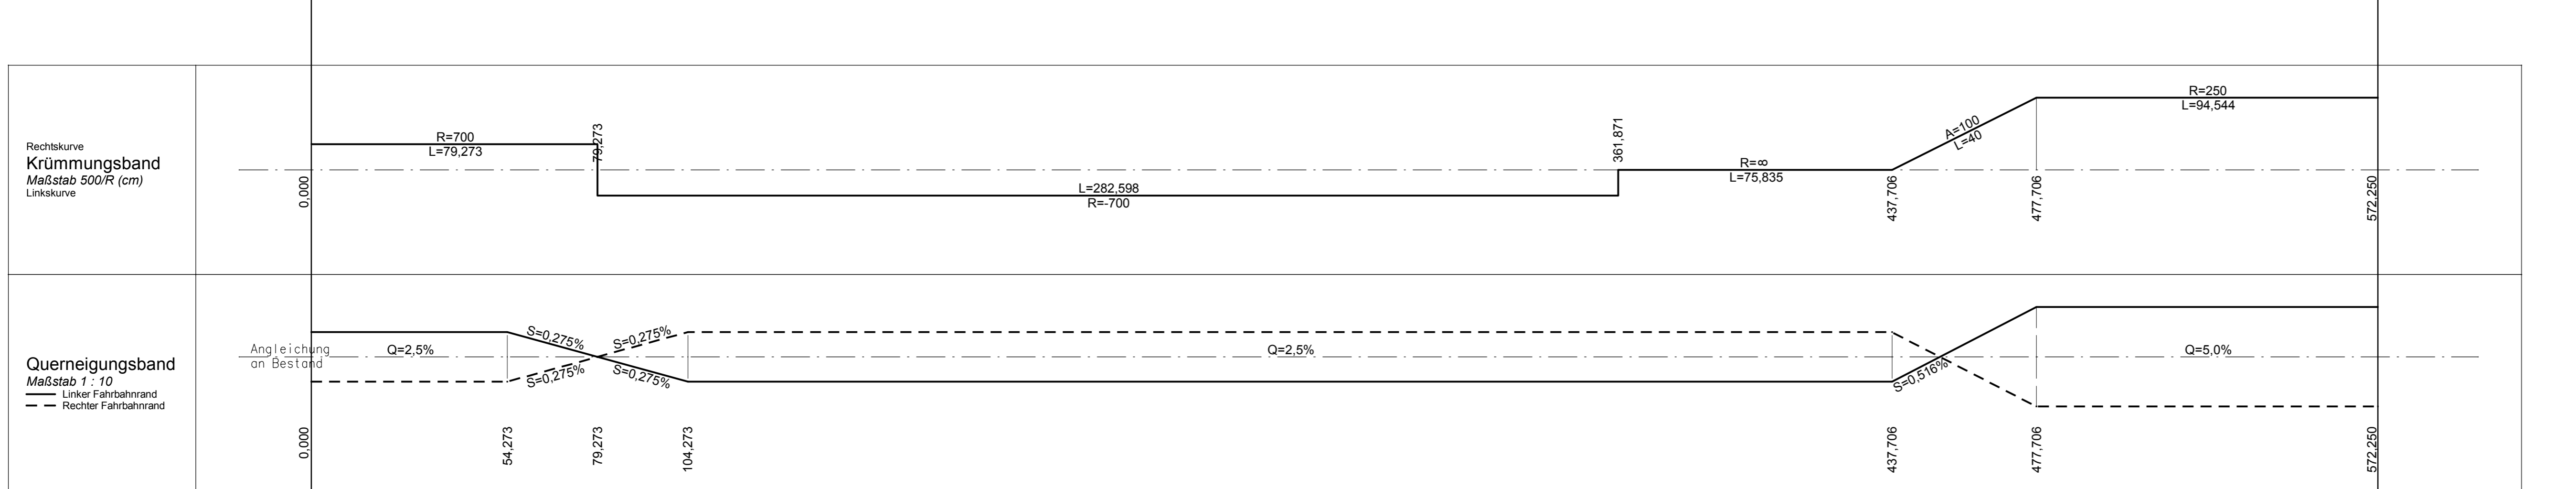 Rechtskurve
Krümmungsband
Maßstab 500/R (cm)
Linkskurve
0,000
R=700
L=79,273
79,273
L=282,598
R=-700
361,871
R=∞
L=75,835
437,706
A=100
L=40
477,706
R=250
L=94,544
572,250
Querneigungsband
Maßstab 1 : 10
Linker Fahrbahnrand
Rechter Fahrbahnrand
Angleichung
an Bestand
Q=2,5%
S=0,275%
S=0,275%
S=0,275%
S=0,275%
Q=2,5%
S=0,516%
Q=5,0%
0,000
54,273
79,273
104,273
437,706
477,706
572,250